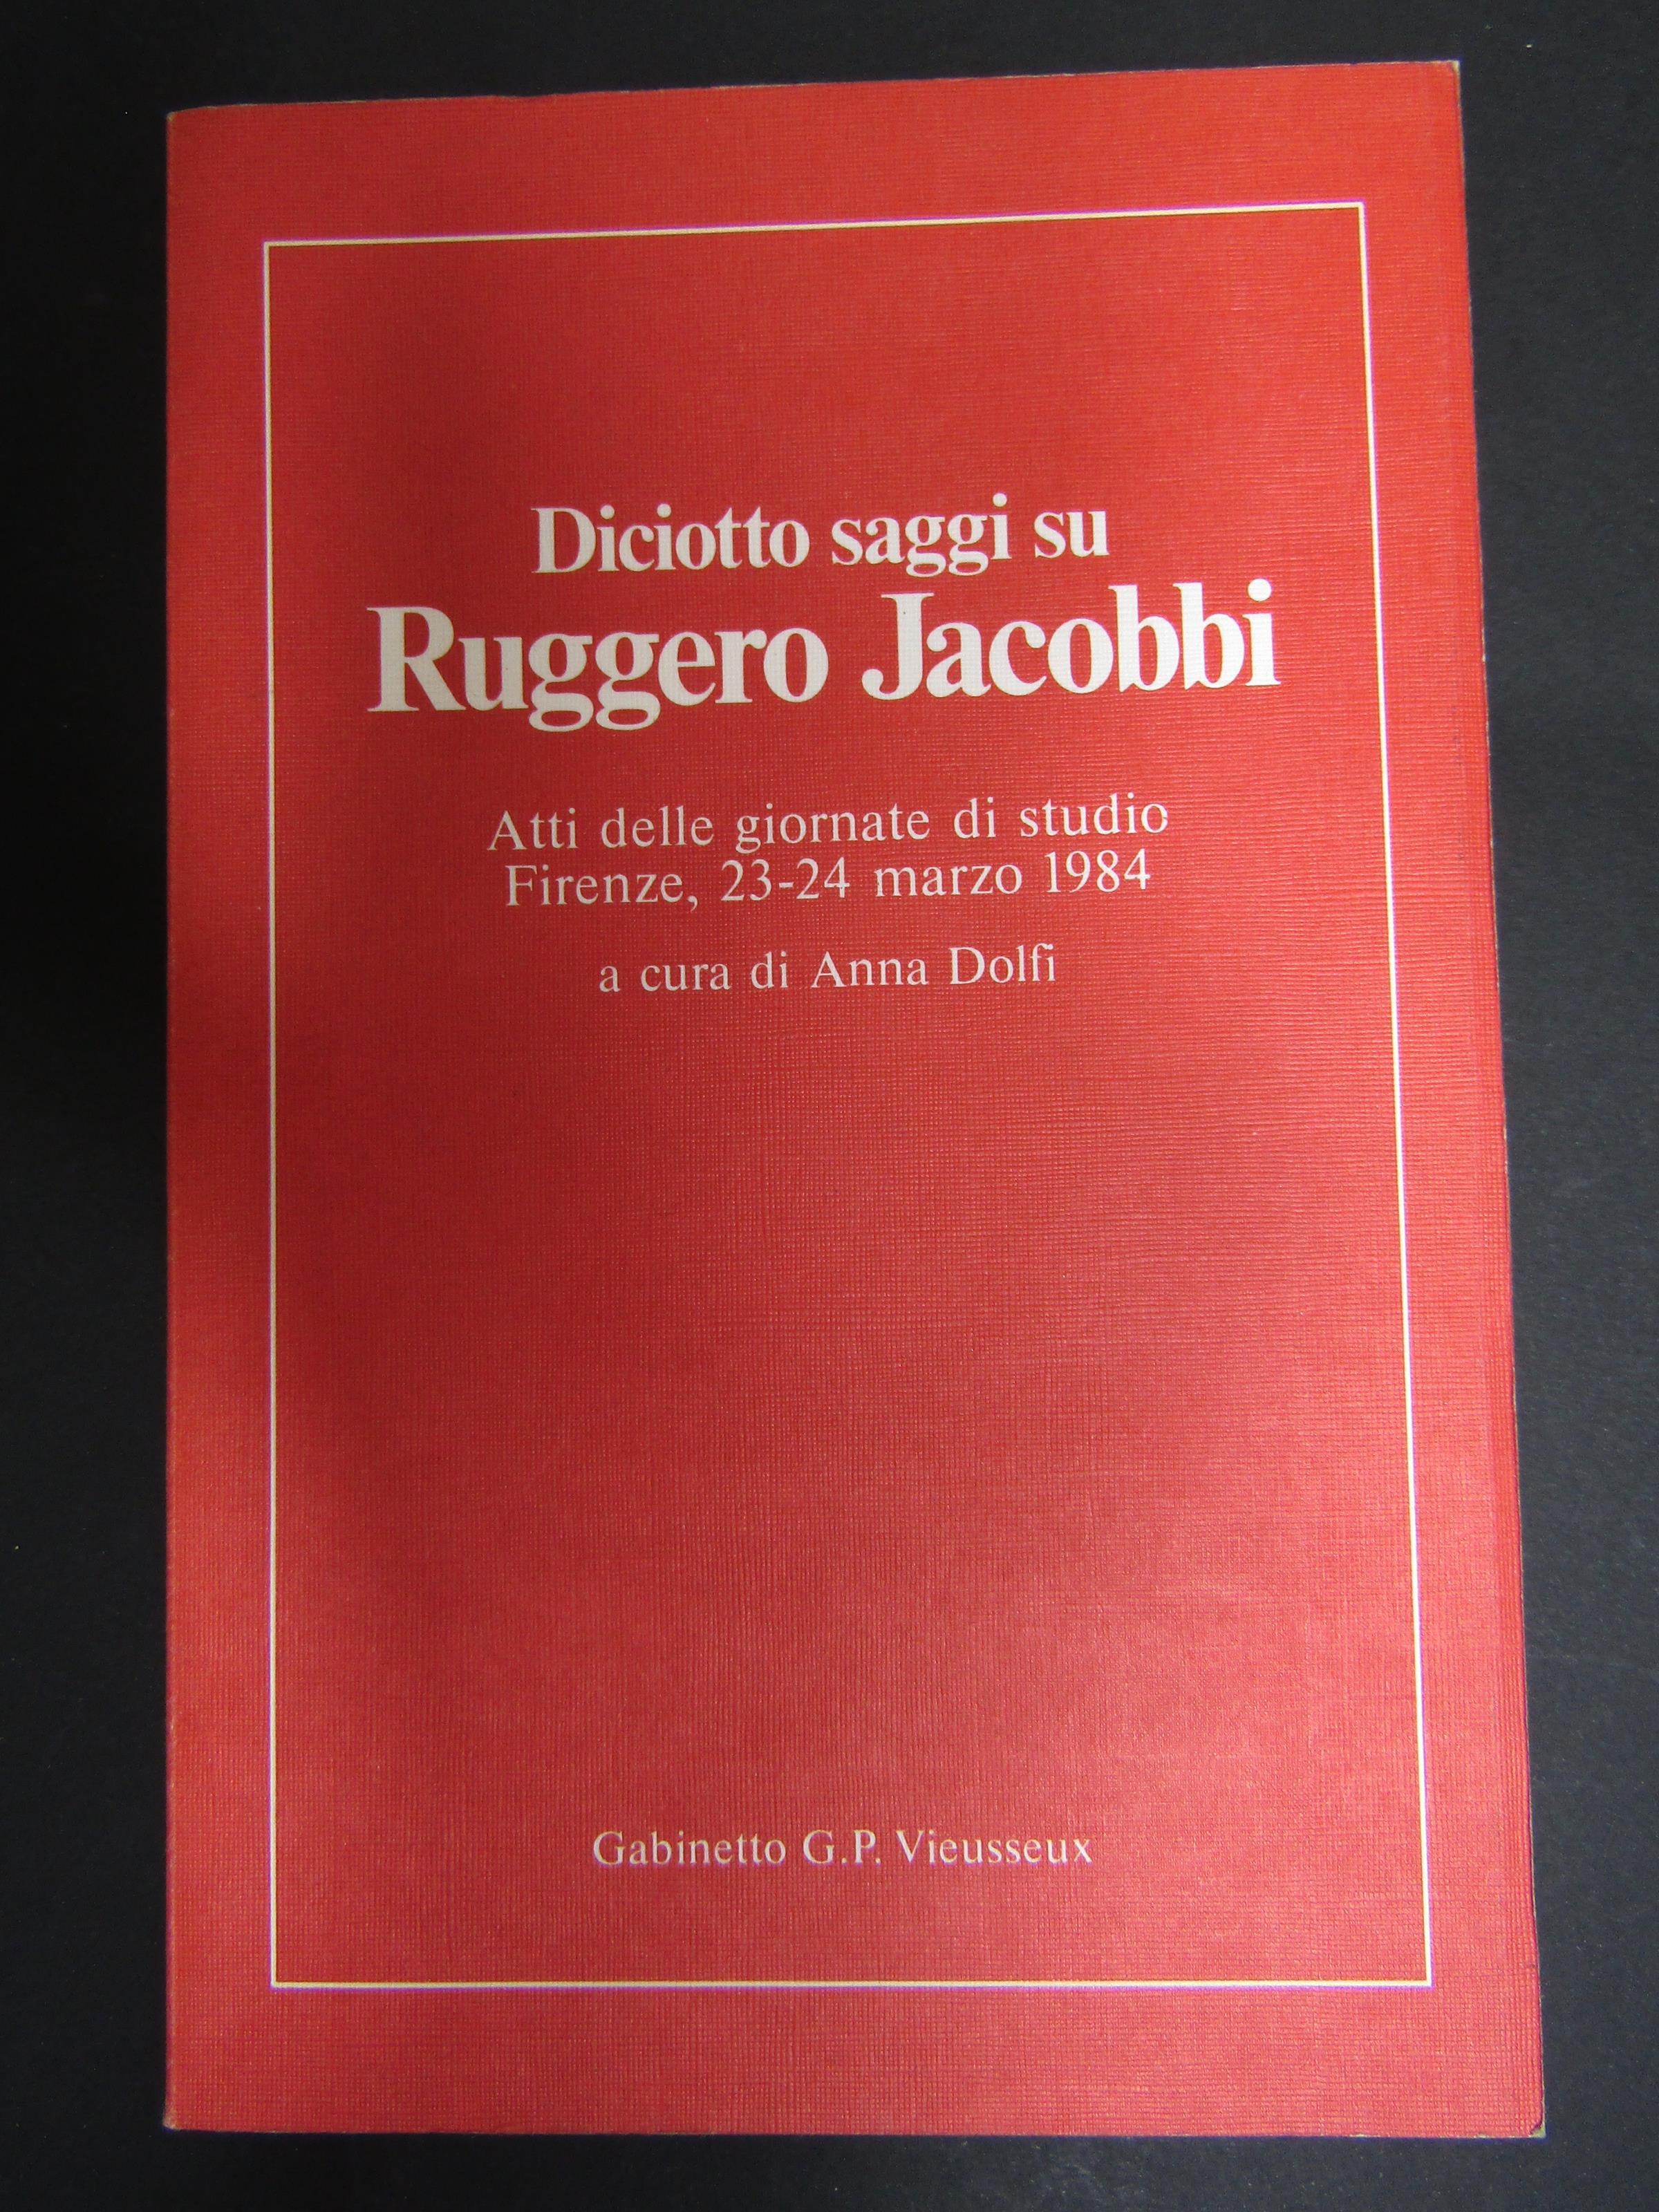 Diciotto saggi su
Ruggero Jacobbi
Atti delle giornate di studio
Firenze, 23-24 marzo 1984
a cura di Anna Dolfi
Gabinetto G.P. Vieusseux